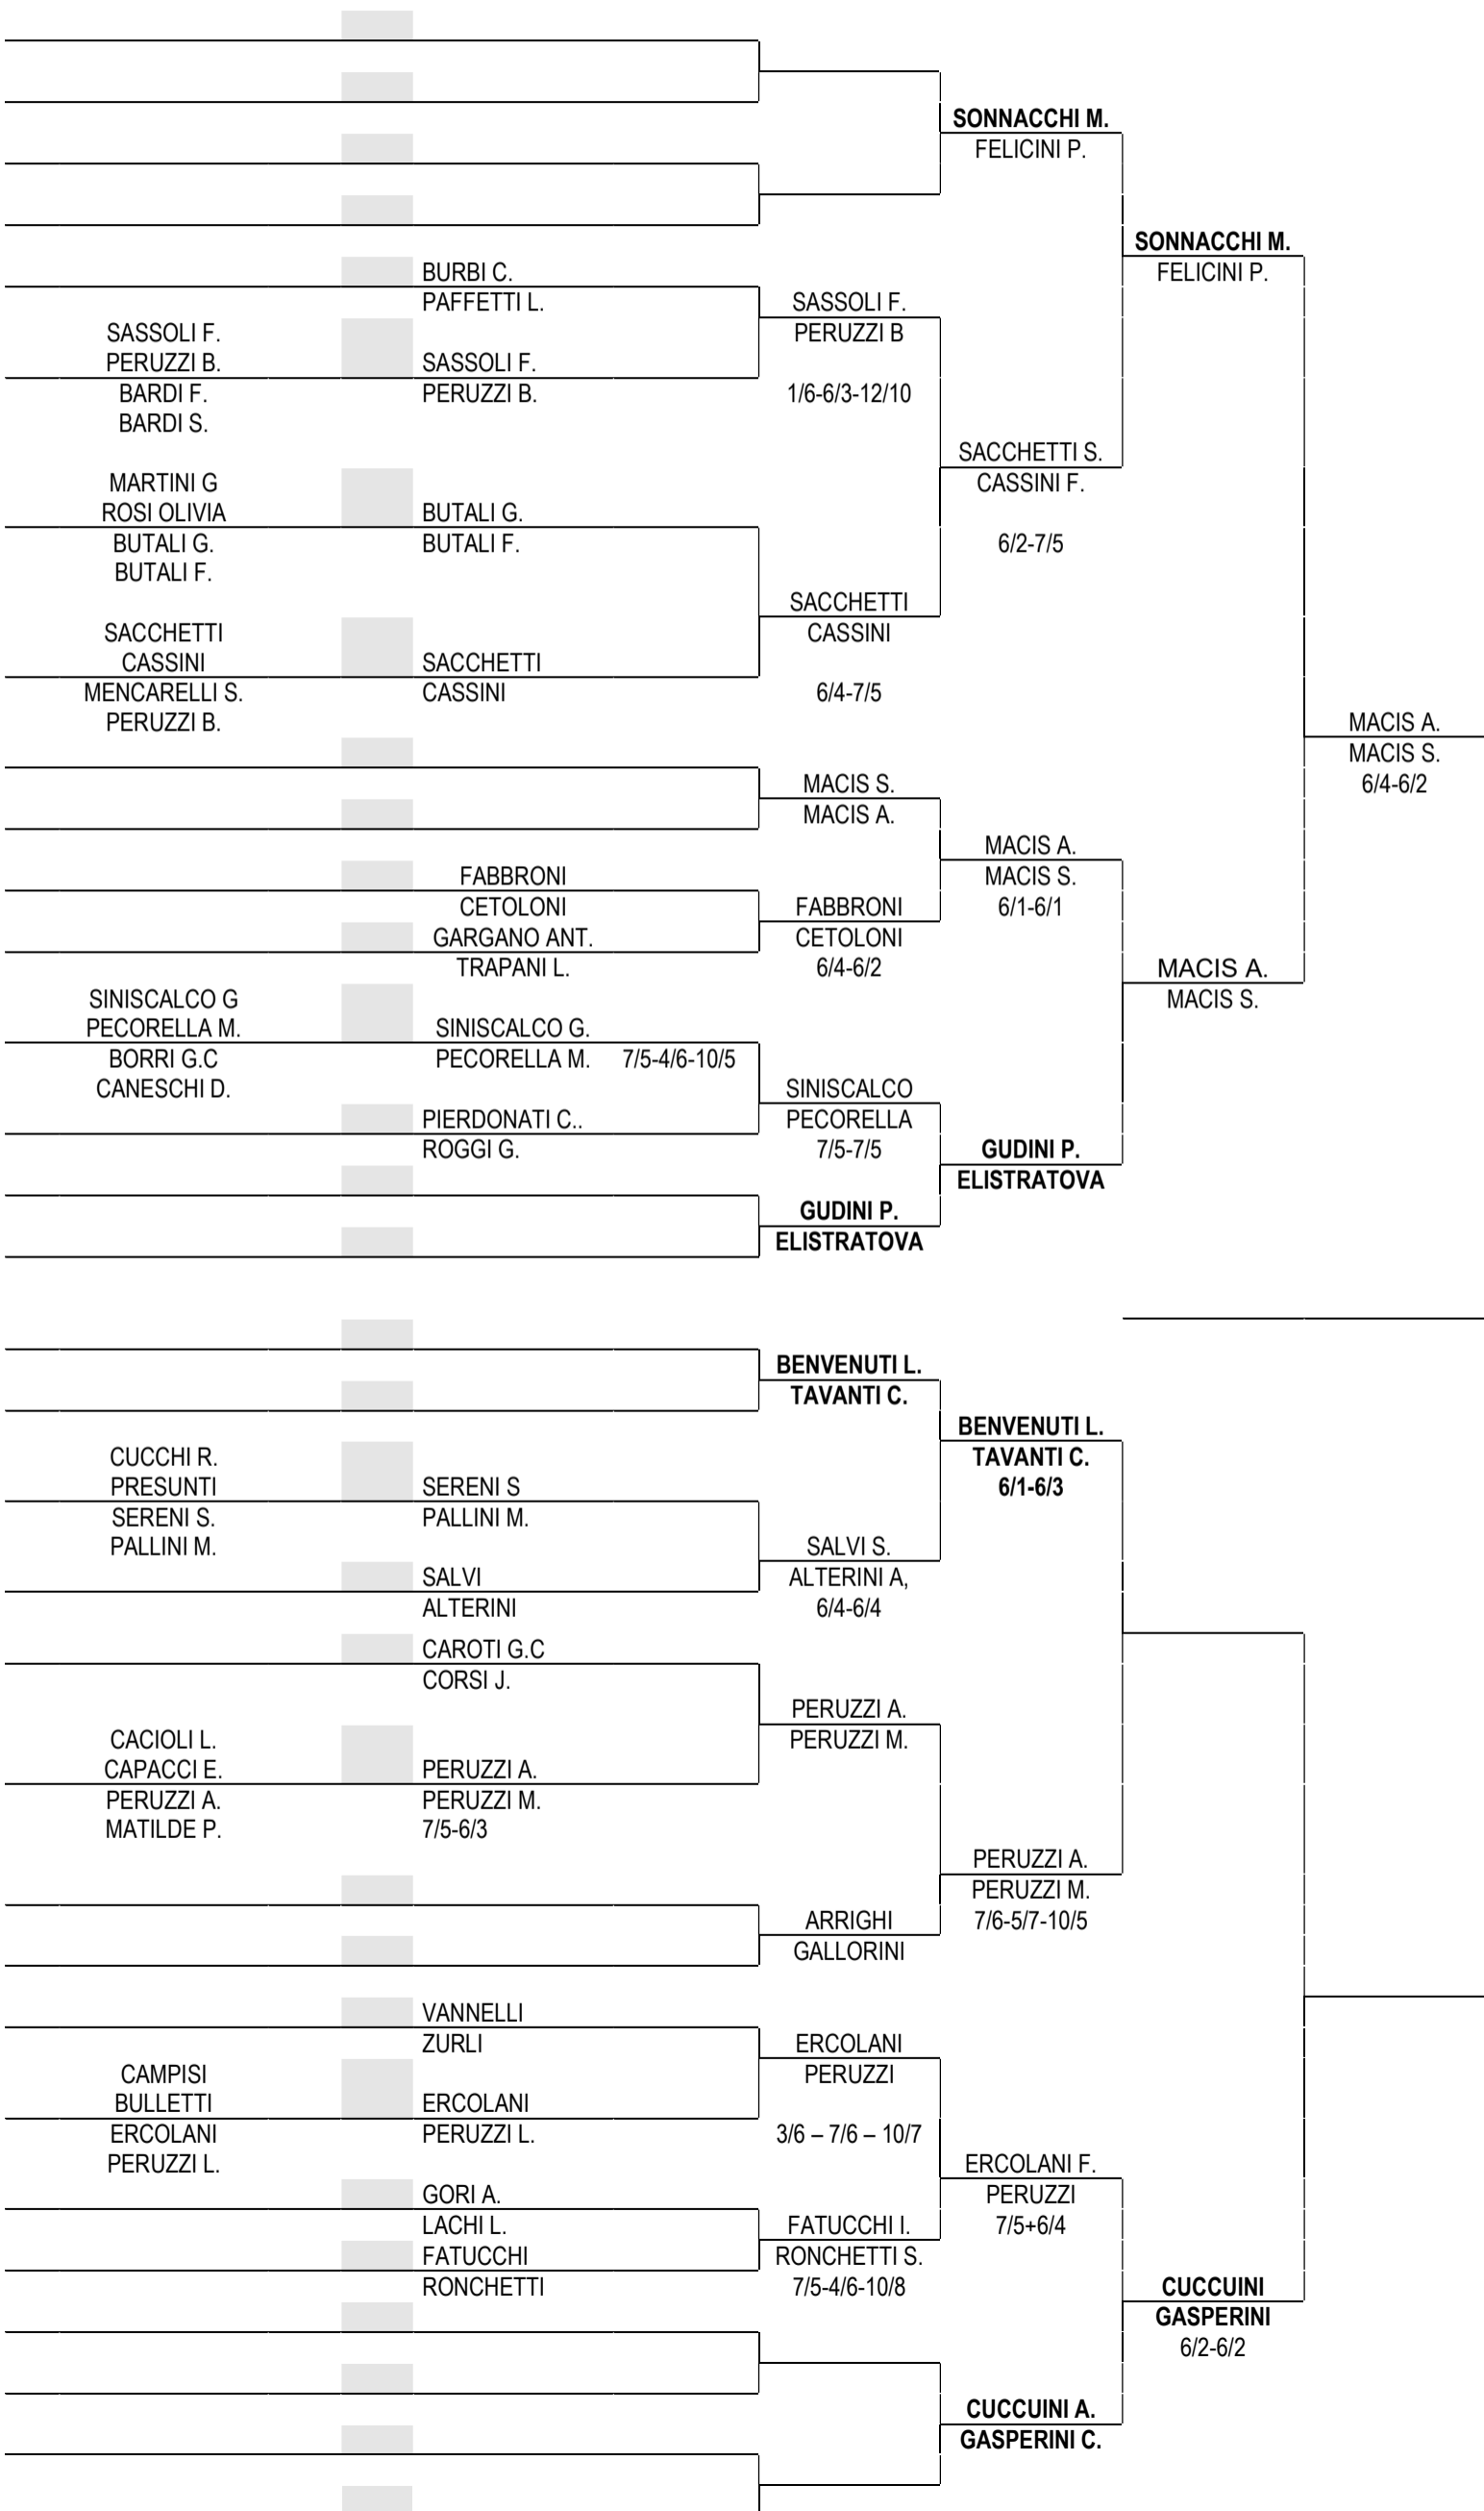 SONNACCHI M.
FELICINI P.
SONNACCHI M.
FELICINI P.
BURBI C.
PAFFETTI L.
SASSOLI F.
SASSOLI F.
PERUZZI B
PERUZZI B.
SASSOLI F.
BARDI F.
PERUZZI B.
1/6-6/3-12/10
BARDI S.
SACCHETTI S.
MARTINI G
CASSINI F.
ROSI OLIVIA
BUTALI G.
BUTALI G.
BUTALI F.
6/2-7/5
BUTALI F.
SACCHETTI
SACCHETTI
CASSINI
CASSINI
SACCHETTI
MENCARELLI S.
CASSINI
6/4-7/5
PERUZZI B.
MACIS A.
MACIS S.
MACIS S.
6/4-6/2
MACIS A.
MACIS A.
FABBRONI
MACIS S.
CETOLONI
FABBRONI
6/1-6/1
GARGANO ANT.
CETOLONI
TRAPANI L.
6/4-6/2
MACIS A.
SINISCALCO G
MACIS S.
PECORELLA M.
SINISCALCO G.
BORRI G.C
PECORELLA M.
7/5-4/6-10/5
CANESCHI D.
SINISCALCO
PIERDONATI C..
PECORELLA
ROGGI G.
7/5-7/5
GUDINI P.
ELISTRATOVA
GUDINI P.
ELISTRATOVA
BENVENUTI L.
TAVANTI C.
BENVENUTI L.
CUCCHI R.
TAVANTI C.
PRESUNTI
SERENI S
6/1-6/3
SERENI S.
PALLINI M.
PALLINI M.
SALVI S.
SALVI
ALTERINI A,
ALTERINI
6/4-6/4
CAROTI G.C
CORSI J.
PERUZZI A.
CACIOLI L.
PERUZZI M.
CAPACCI E.
PERUZZI A.
PERUZZI A.
PERUZZI M.
MATILDE P.
7/5-6/3
PERUZZI A.
PERUZZI M.
ARRIGHI
7/6-5/7-10/5
GALLORINI
VANNELLI
ZURLI
ERCOLANI
CAMPISI
PERUZZI
BULLETTI
ERCOLANI
ERCOLANI
PERUZZI L.
3/6 – 7/6 – 10/7
PERUZZI L.
ERCOLANI F.
GORI A.
PERUZZI
LACHI L.
FATUCCHI I.
7/5+6/4
FATUCCHI
RONCHETTI S.
RONCHETTI
7/5-4/6-10/8
CUCCUINI
GASPERINI
6/2-6/2
CUCCUINI A.
GASPERINI C.